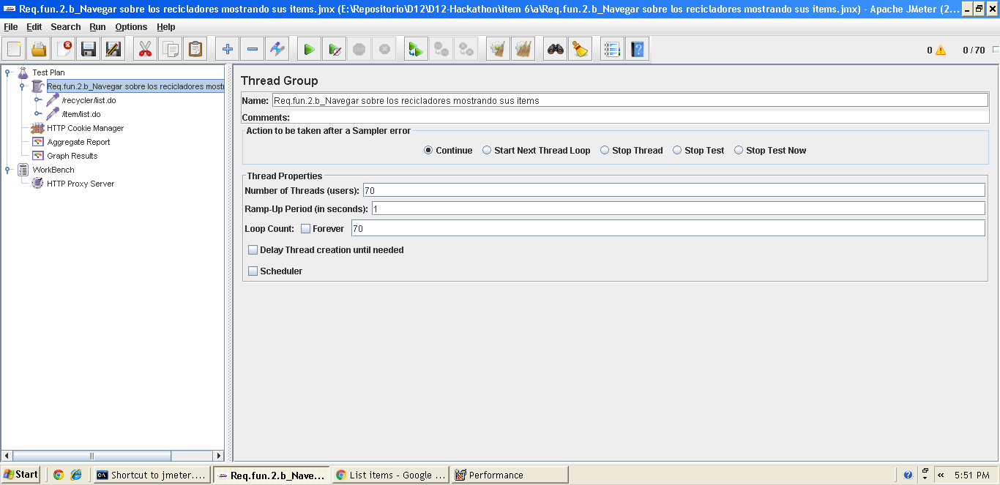 Req.fun.2.b_Navegar sobre los recicladores mostrando sus items.jmx (E:\Repositorio\D12\D12-Hackathon\item 6\a\Req.fun.2.b_Navegar sobre los recicladores mostrando sus items.jmx) - Apache JMeter (2...
File Edit Search Run Options Help
0 0 / 70
Test Plan
Req.fun.2.b_Navegar sobre los recicladores mostr
/recycler/list.do
/item/list.do
HTTP Cookie Manager
Aggregate Report
Graph Results
WorkBench
HTTP Proxy Server
Thread Group
Name: Req.fun.2.b_Navegar sobre los recicladores mostrando sus items
Comments:
Action to be taken after a Sampler error
Continue Start Next Thread Loop Stop Thread Stop Test Stop Test Now
Thread Properties
Number of Threads (users): 70
Ramp-Up Period (in seconds): 1
Loop Count: Forever 70
Delay Thread creation until needed
Scheduler
Start Shortcut to jmeter.... Req.fun.2.b_Nave... List items - Google ... Performance « 5:51 PM